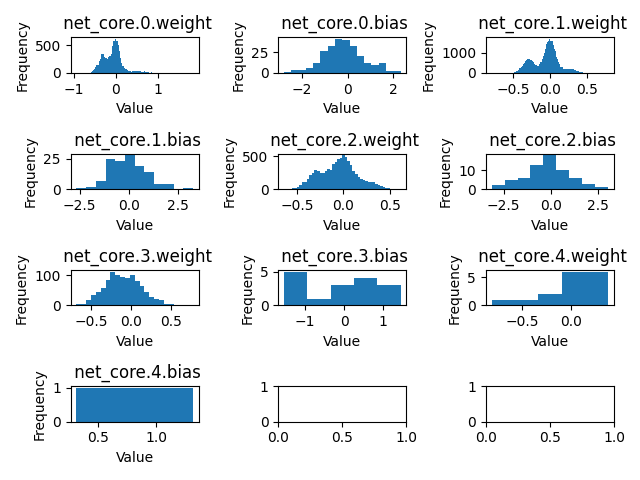 net_core.0.weight
Frequency
500
0
−1
0
1
Value
net_core.0.bias
Frequency
25
0
−2
0
2
Value
net_core.1.weight
Frequency
1000
0
−0.5
0.0
0.5
Value
net_core.1.bias
Frequency
25
0
−2.5
0.0
2.5
Value
net_core.2.weight
Frequency
500
0
−0.5
0.0
0.5
Value
net_core.2.bias
Frequency
10
0
−2.5
0.0
2.5
Value
net_core.3.weight
Frequency
100
0
−0.5
0.0
0.5
Value
net_core.3.bias
Frequency
5
0
−1
0
1
Value
net_core.4.weight
Frequency
5
0
−0.5
0.0
Value
net_core.4.bias
Frequency
1
0
0.5
1.0
Value
1
0
0.0
0.5
1.0
1
0
0.0
0.5
1.0